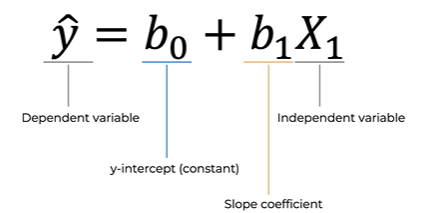 ŷ = b₀ + b₁X₁
Dependent variable
Independent variable
y-intercept (constant)
Slope coefficient